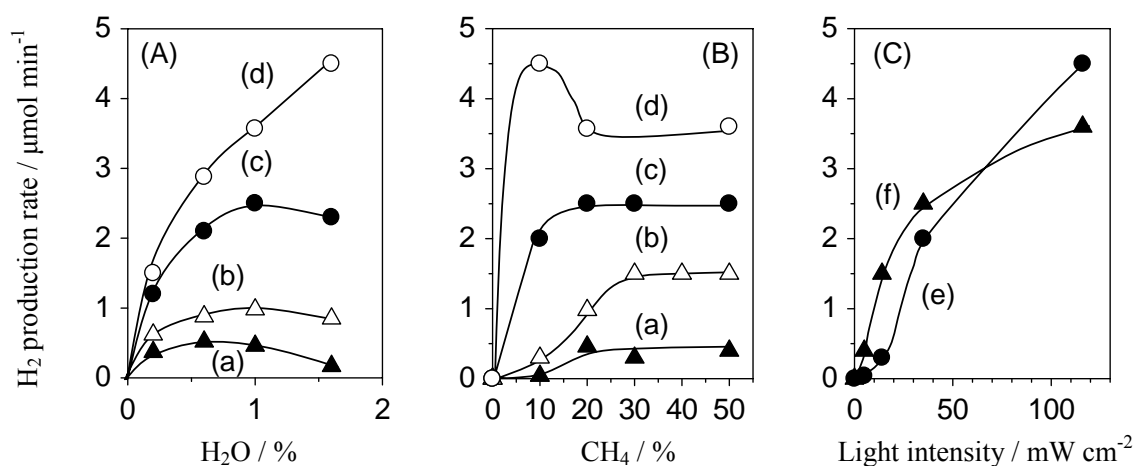 H₂ production rate / μmol min⁻¹
(A)
(d)
(c)
(b)
(a)
5
4
3
2
1
0
0 1 2
H₂O / %
(B)
(d)
(c)
(b)
(a)
5
4
3
2
1
0
0 10 20 30 40 50
CH₄ / %
(C)
(f)
(e)
5
4
3
2
1
0
0 50 100
Light intensity / mW cm⁻²